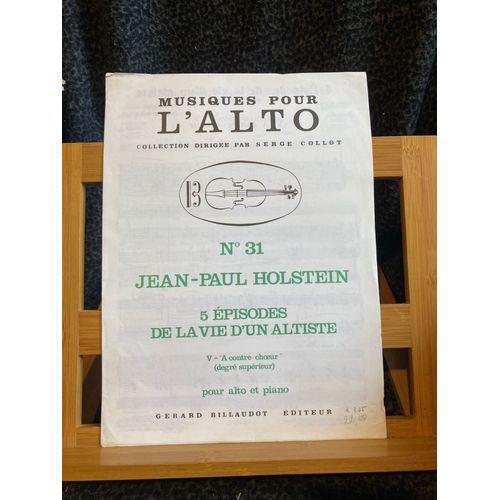 MUSIQUES POUR
L'ALTO
COLLECTION DIRIGÉE PAR SERGE COLLOT
N° 31
JEAN-PAUL HOLSTEIN
5 ÉPISODES
DE LA VIE D'UN ALTISTE
V - "A contre-chœur"
(degré supérieur)
pour alto et piano
GERARD BILLAUDOT EDITEUR